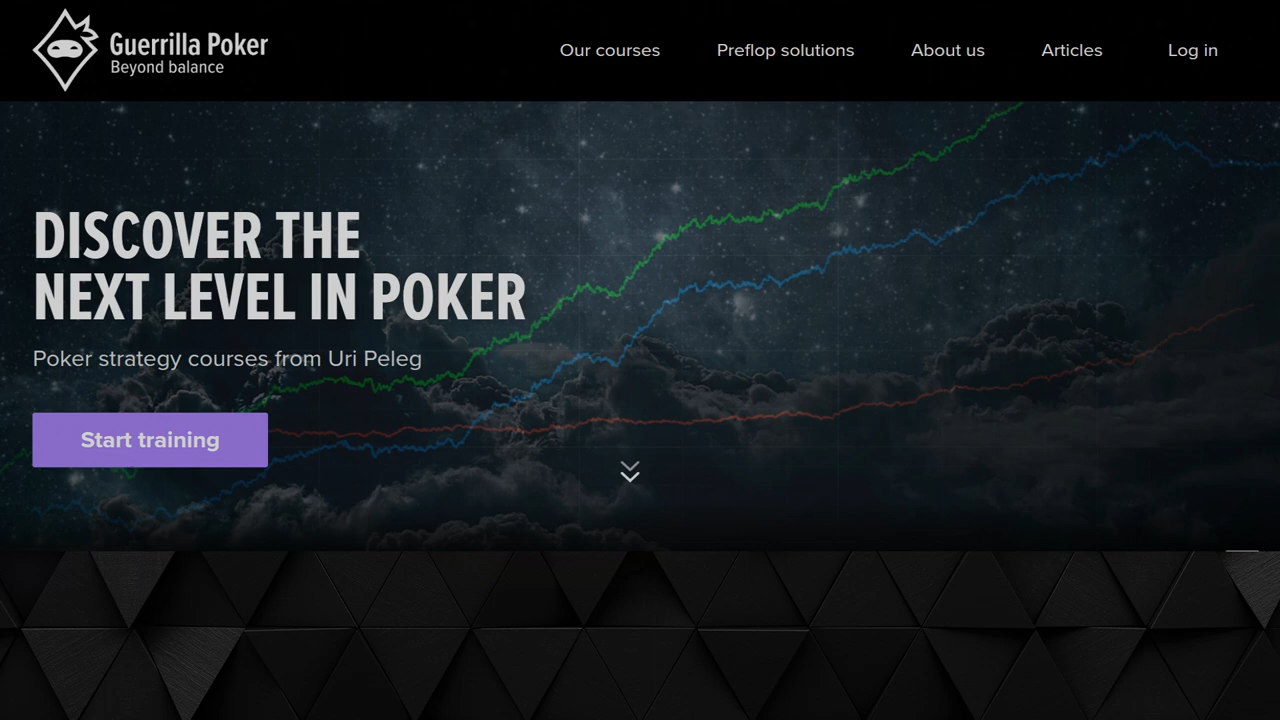 Guerrilla Poker
Beyond balance
Our courses
Preflop solutions
About us
Articles
Log in
DISCOVER THE
NEXT LEVEL IN POKER
Poker strategy courses from Uri Peleg
Start training